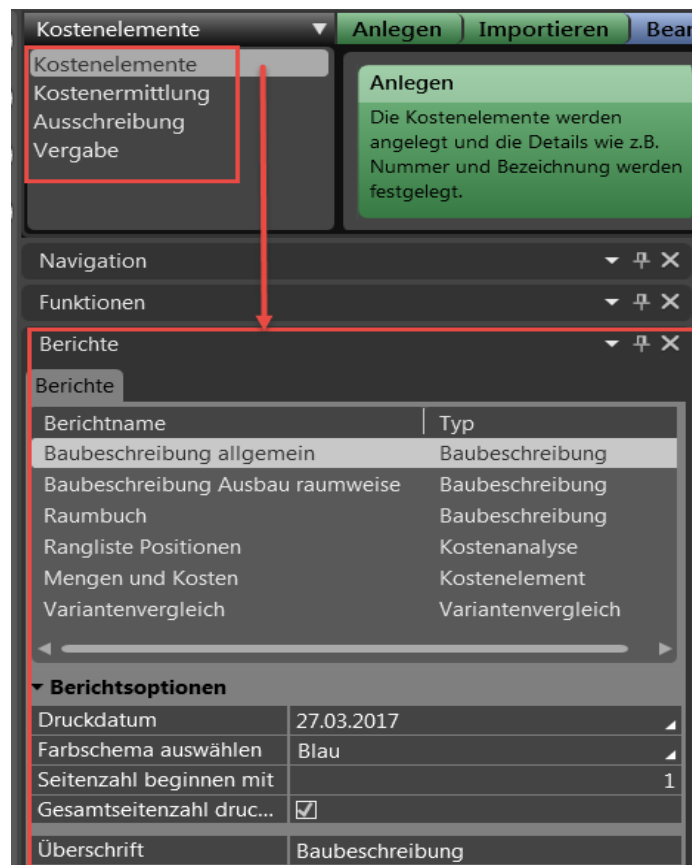 Kostenelemente Anlegen Importieren Bear
Kostenelemente
Kostenermittlung
Ausschreibung
Vergabe
Anlegen
Die Kostenelemente werden
angelegt und die Details wie z.B.
Nummer und Bezeichnung werden
festgelegt.
Navigation
Funktionen
Berichte
Berichte
Berichtname Typ
Baubeschreibung allgemein Baubeschreibung
Baubeschreibung Ausbau raumweise Baubeschreibung
Raumbuch Baubeschreibung
Rangliste Positionen Kostenanalyse
Mengen und Kosten Kostenelement
Variantenvergleich Variantenvergleich
Berichtsoptionen
Druckdatum 27.03.2017
Farbschema auswählen Blau
Seitenzahl beginnen mit 1
Gesamtseitenzahl druc...
Überschrift Baubeschreibung